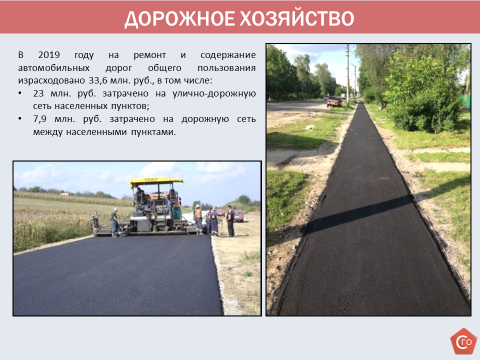 ДОРОЖНОЕ ХОЗЯЙСТВО
В 2019 году на ремонт и содержание
автомобильных дорог общего пользования
израсходовано 33,6 млн. руб., в том числе:
• 23 млн. руб. затрачено на улично-дорожную
сеть населенных пунктов;
• 7,9 млн. руб. затрачено на дорожную сеть
между населенными пунктами.
СГО